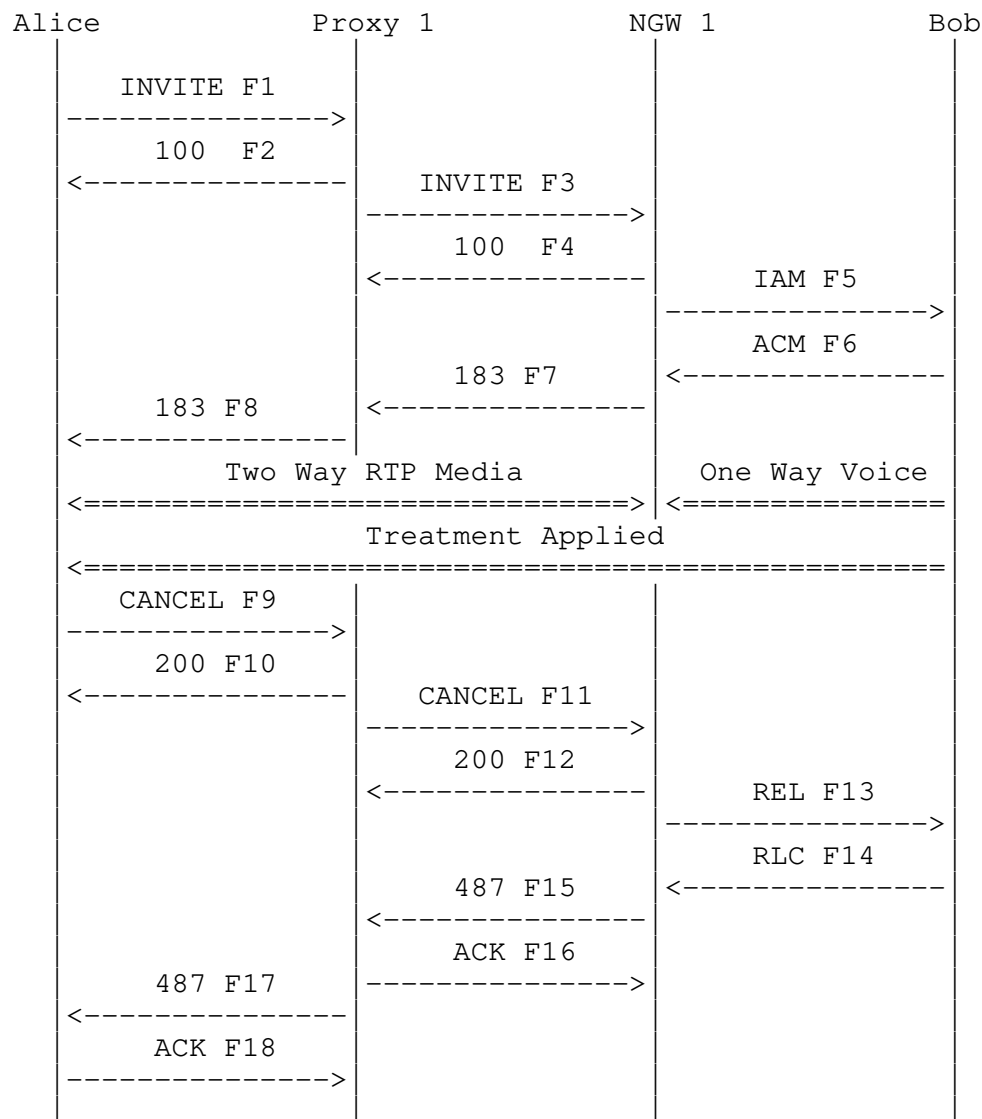 Alice Proxy 1 NGW 1 Bob
INVITE F1
100 F2
INVITE F3
100 F4
IAM F5
ACM F6
183 F7
183 F8
Two Way RTP Media One Way Voice
Treatment Applied
CANCEL F9
200 F10
CANCEL F11
200 F12
REL F13
RLC F14
487 F15
ACK F16
487 F17
ACK F18